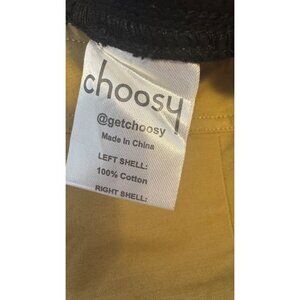 choosy
@getchoosy
Made In China
LEFT SHELL:
100% Cotton
RIGHT SHELL: